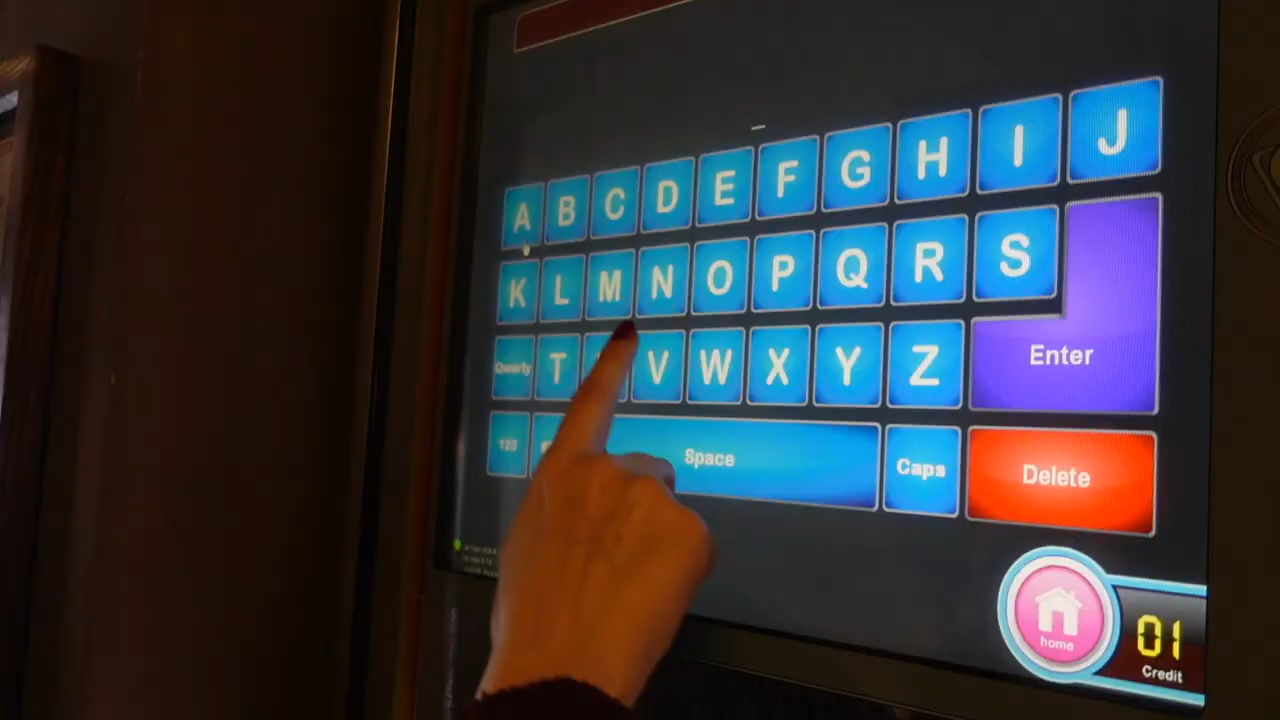 A B C D E F G H I J
K L M N O P Q R S
Qwerty T V W X Y Z Enter
123 Space Caps Delete
home
01
Credit